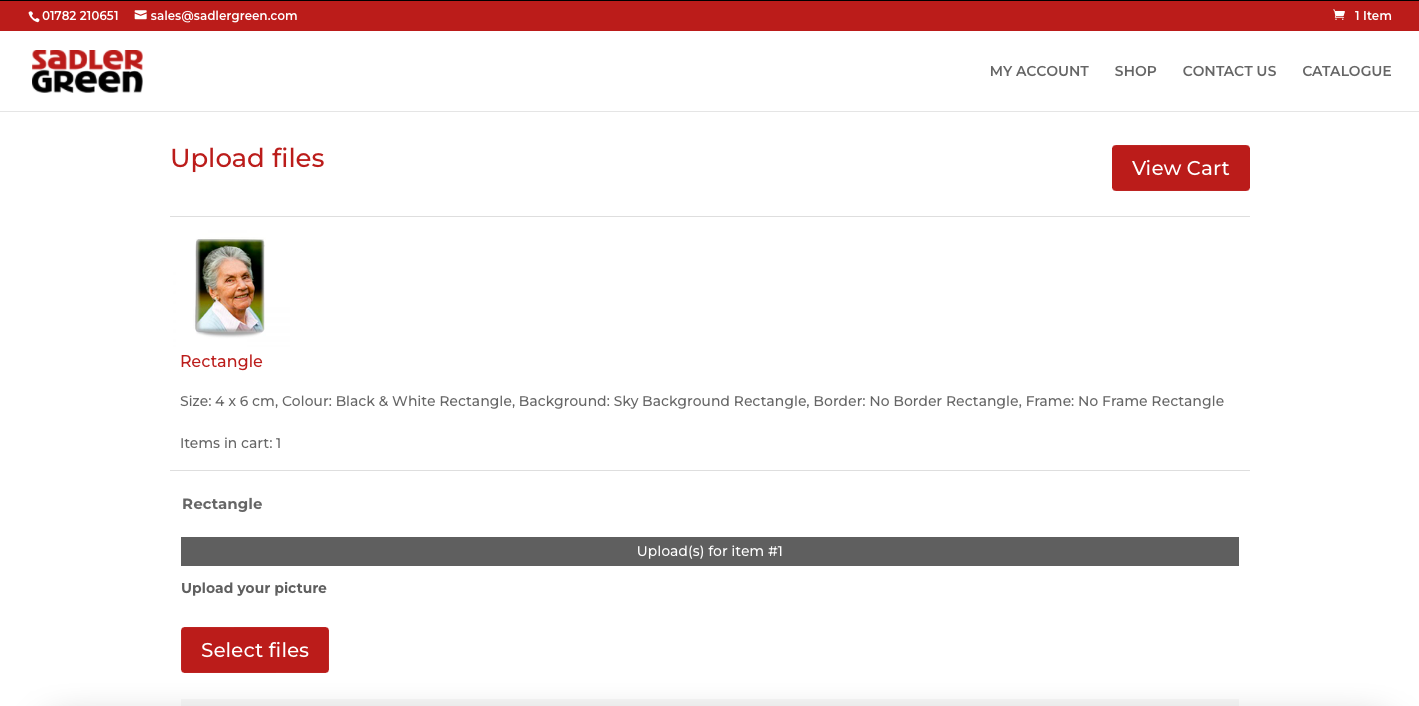 01782 210651 sales@sadlergreen.com 1 Item
SADLER
GREEN
MY ACCOUNT SHOP CONTACT US CATALOGUE
Upload files
View Cart
Rectangle
Size: 4 x 6 cm, Colour: Black & White Rectangle, Background: Sky Background Rectangle, Border: No Border Rectangle, Frame: No Frame Rectangle
Items in cart: 1
Rectangle
Upload(s) for item #1
Upload your picture
Select files